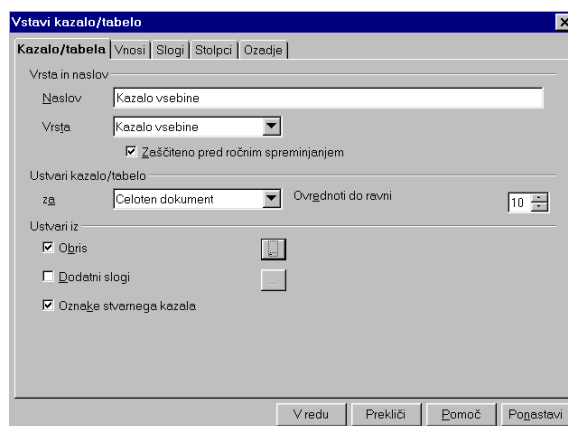 Vstavi kazalo/tabelo
Kazalo/tabela Vnosi Slogi Stolpci Ozadje
Vrsta in naslov
Naslov Kazalo vsebine
Vrsta Kazalo vsebine
Zaščiteno pred ročnim spreminjanjem
Ustvari kazalo/tabelo
za Celoten dokument Ovrednoti do ravni 10
Ustvari iz
Obris ...
Dodatni slogi ...
Oznake stvarnega kazala
V redu Prekliči Pomoč Ponastavi